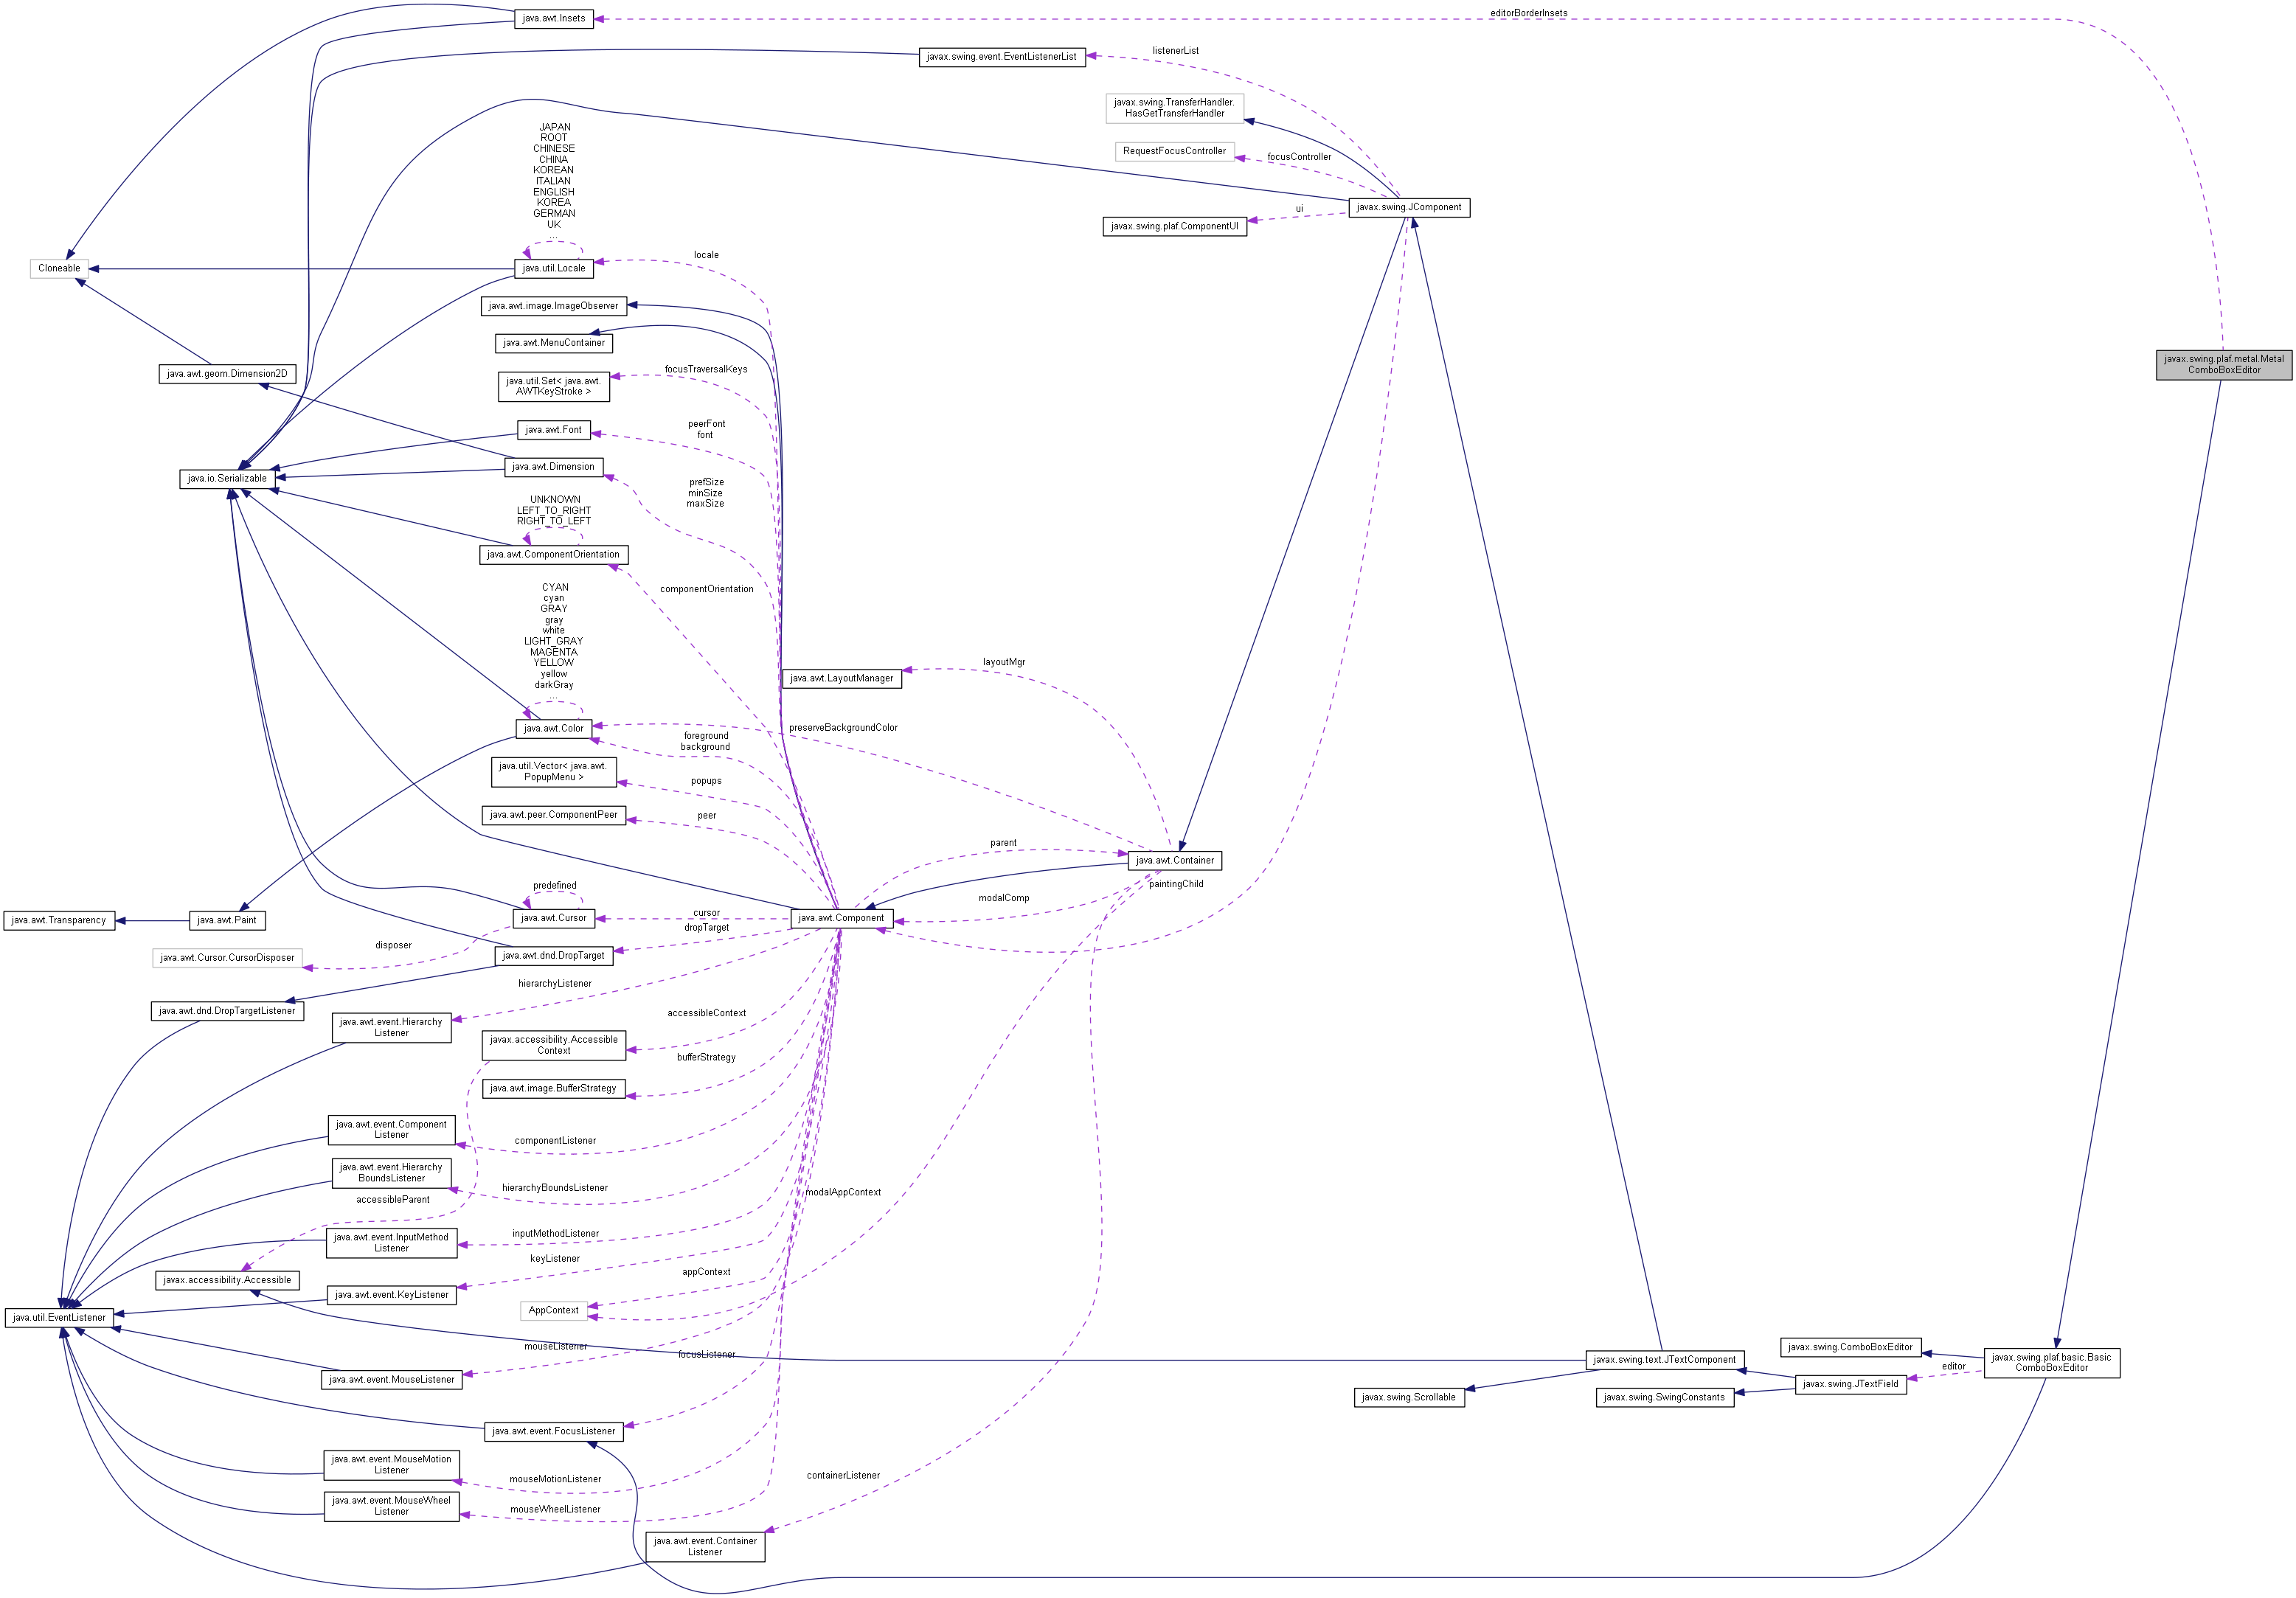 java.awt.Insets
editorBorderInsets
listenerList
javax.swing.event.EventListenerList
javax.swing.TransferHandler.
HasGetTransferHandler
JAPAN
ROOT
CHINESE
CHINA
KOREAN
ITALIAN
ENGLISH
KOREA
GERMAN
UK
...
RequestFocusController
focusController
javax.swing.JComponent
ui
javax.swing.plaf.ComponentUI
locale
Cloneable
java.util.Locale
java.awt.image.ImageObserver
java.awt.MenuContainer
javax.swing.plaf.metal.Metal
ComboBoxEditor
java.awt.geom.Dimension2D
focusTraversalKeys
java.util.Set< java.awt.
AWTKeyStroke >
peerFont
font
java.awt.Font
java.awt.Dimension
java.io.Serializable
prefSize
minSize
maxSize
UNKNOWN
LEFT_TO_RIGHT
RIGHT_TO_LEFT
java.awt.ComponentOrientation
componentOrientation
CYAN
cyan
GRAY
gray
white
LIGHT_GRAY
MAGENTA
YELLOW
yellow
darkGray
...
layoutMgr
java.awt.LayoutManager
java.awt.Color
preserveBackgroundColor
foreground
background
java.util.Vector< java.awt.
PopupMenu >
popups
java.awt.peer.ComponentPeer
peer
parent
java.awt.Container
predefined
paintingChild
modalComp
java.awt.Transparency
java.awt.Paint
java.awt.Cursor
cursor
java.awt.Component
dropTarget
disposer
java.awt.Cursor.CursorDisposer
java.awt.dnd.DropTarget
hierarchyListener
java.awt.dnd.DropTargetListener
java.awt.event.Hierarchy
Listener
accessibleContext
javax.accessibility.Accessible
Context
bufferStrategy
java.awt.image.BufferStrategy
java.awt.event.Component
Listener
componentListener
java.awt.event.Hierarchy
BoundsListener
hierarchyBoundsListener
accessibleParent
modalAppContext
java.awt.event.InputMethod
Listener
inputMethodListener
keyListener
javax.accessibility.Accessible
appContext
java.awt.event.KeyListener
AppContext
java.util.EventListener
mouseListener
focusListener
java.awt.event.MouseListener
javax.swing.ComboBoxEditor
javax.swing.text.JTextComponent
javax.swing.plaf.basic.Basic
ComboBoxEditor
editor
javax.swing.JTextField
javax.swing.Scrollable
javax.swing.SwingConstants
java.awt.event.FocusListener
java.awt.event.MouseMotion
Listener
mouseMotionListener
containerListener
java.awt.event.MouseWheel
Listener
mouseWheelListener
java.awt.event.Container
Listener